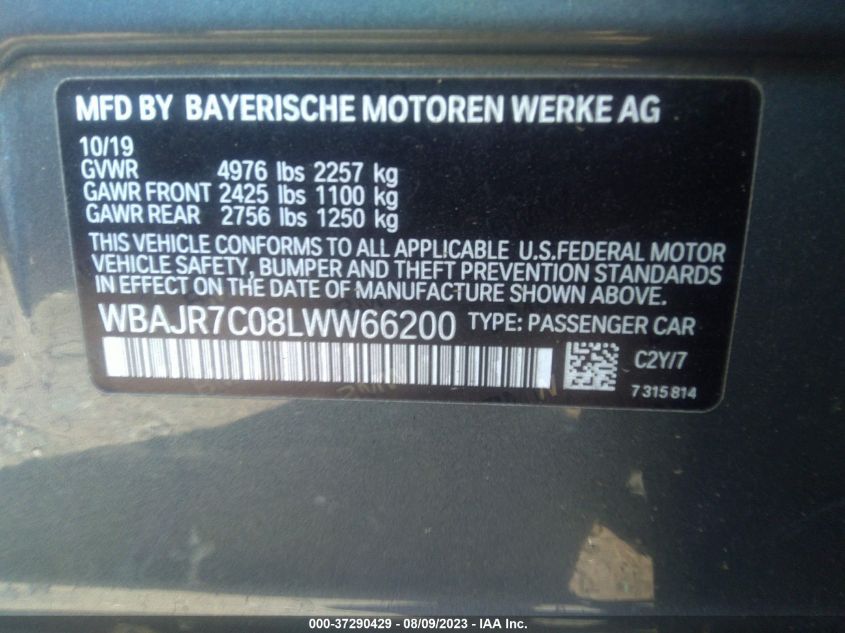 MFD BY BAYERISCHE MOTOREN WERKE AG
10/19
GVWR 4976 lbs 2257 kg
GAWR FRONT 2425 lbs 1100 kg
GAWR REAR 2756 lbs 1250 kg
THIS VEHICLE CONFORMS TO ALL APPLICABLE U.S.FEDERAL MOTOR
VEHICLE SAFETY, BUMPER AND THEFT PREVENTION STANDARDS
IN EFFECT ON THE DATE OF MANUFACTURE SHOWN ABOVE.
WBAJR7C08LWW66200 TYPE: PASSENGER CAR
C2Y/7
7 315 814
000-37290429 - 08/09/2023 - IAA Inc.